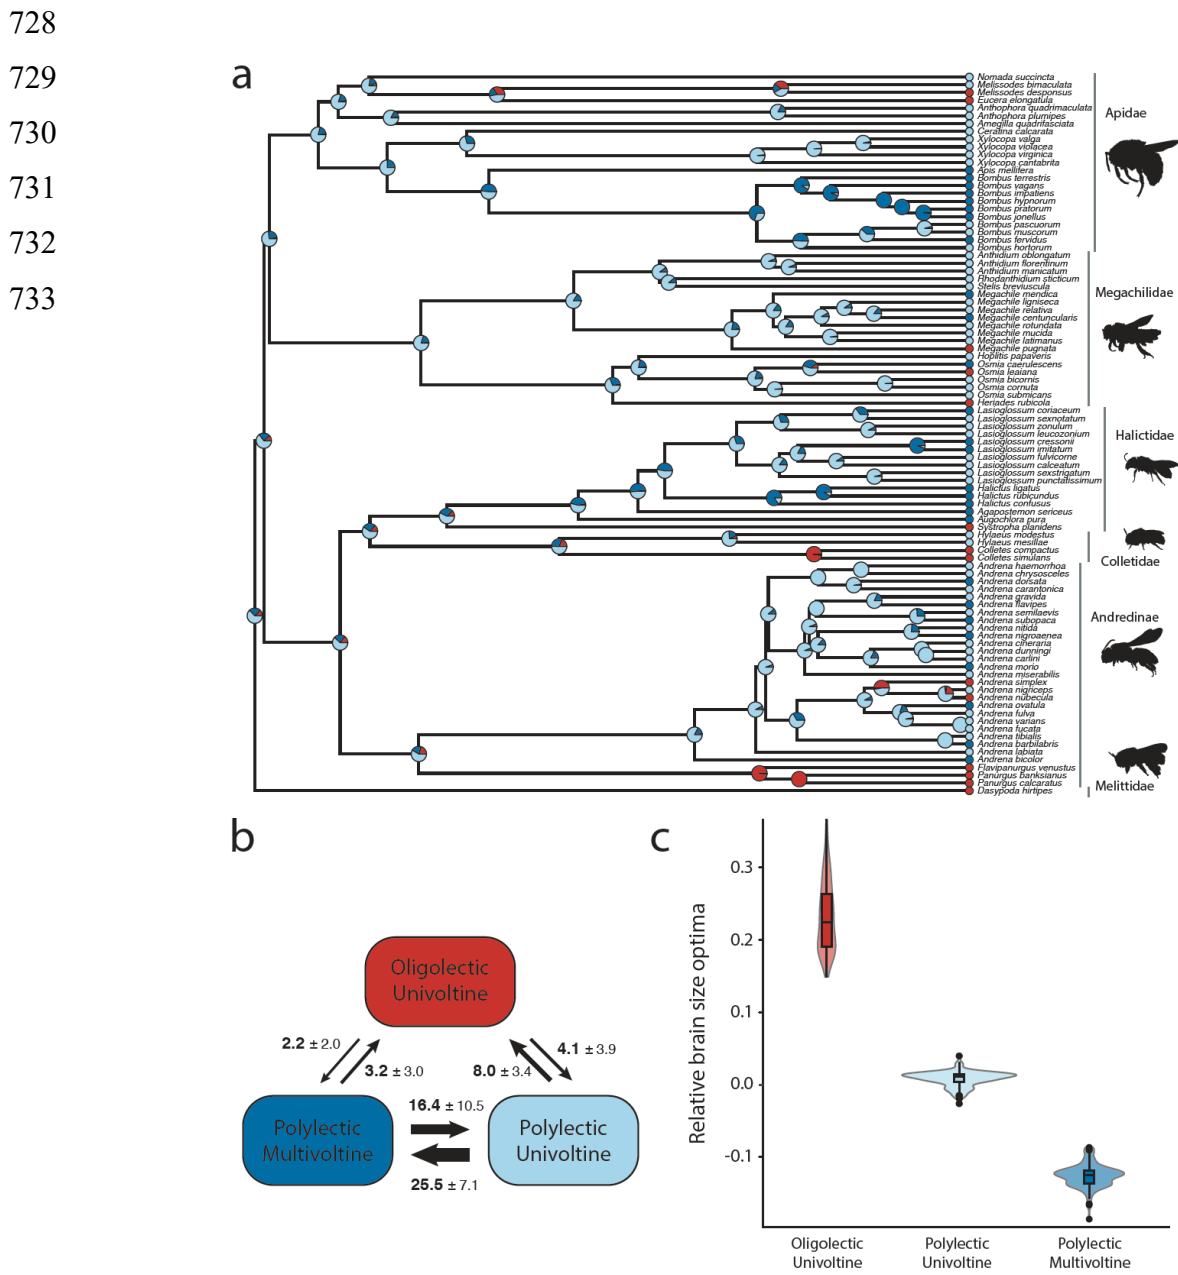 728
729
730
731
732
733
a
Nomada succincta
Melissodes bimaculata
Melissodes desponsus
Eucera elongatula
Anthophora quadrimaculata
Anthophora plumipes
Amegilla quadrifasciata
Ceratina calcarata
Xylocopa valga
Xylocopa violacea
Xylocopa virginica
Xylocopa cantabrita
Apis mellifera
Bombus terrestris
Bombus vagans
Bombus impatiens
Bombus hypnorum
Bombus pratorum
Bombus jonellus
Bombus pascuorum
Bombus muscorum
Bombus fervidus
Bombus hortorum
Anthidium oblongatum
Anthidium florentinum
Anthidium manicatum
Rhodanthidium sticticum
Stelis breviuscula
Megachile mendica
Megachile ligniseca
Megachile relativa
Megachile centuncularis
Megachile rotundata
Megachile mucida
Megachile latimanus
Megachile pugnata
Hoplitis papaveris
Osmia caerulescens
Osmia leaiana
Osmia bicornis
Osmia cornuta
Osmia submicans
Heriades rubicola
Lasioglossum coriaceum
Lasioglossum sexnotatum
Lasioglossum zonulum
Lasioglossum leucozonium
Lasioglossum cressonii
Lasioglossum imitatum
Lasioglossum fulvicorne
Lasioglossum calceatum
Lasioglossum sexstrigatum
Lasioglossum punctatissimum
Halictus ligatus
Halictus rubicundus
Halictus confusus
Agapostemon sericeus
Augochlora pura
Systropha planidens
Hylaeus modestus
Hylaeus mesillae
Colletes compactus
Colletes simulans
Andrena haemorrhoa
Andrena chrysosceles
Andrena dorsata
Andrena carantonica
Andrena gravida
Andrena flavipes
Andrena semilaevis
Andrena subopaca
Andrena nitida
Andrena nigroaenea
Andrena cineraria
Andrena dunningi
Andrena carlini
Andrena morio
Andrena miserabilis
Andrena simplex
Andrena nigriceps
Andrena nubecula
Andrena ovatula
Andrena fulva
Andrena varians
Andrena fucata
Andrena tibialis
Andrena barbilabris
Andrena labiata
Andrena bicolor
Flavipanurgus venustus
Panurgus banksianus
Panurgus calcaratus
Dasypoda hirtipes
Apidae
Megachilidae
Halictidae
Colletidae
Andredinae
Melittidae
b
Oligolectic
Univoltine
2.2 ± 2.0
3.2 ± 3.0
8.0 ± 3.4
4.1 ± 3.9
Polylectic
Multivoltine
16.4 ± 10.5
25.5 ± 7.1
Polylectic
Univoltine
c
Relative brain size optima
0.3
0.2
0.1
0.0
-0.1
Oligolectic
Univoltine
Polylectic
Univoltine
Polylectic
Multivoltine